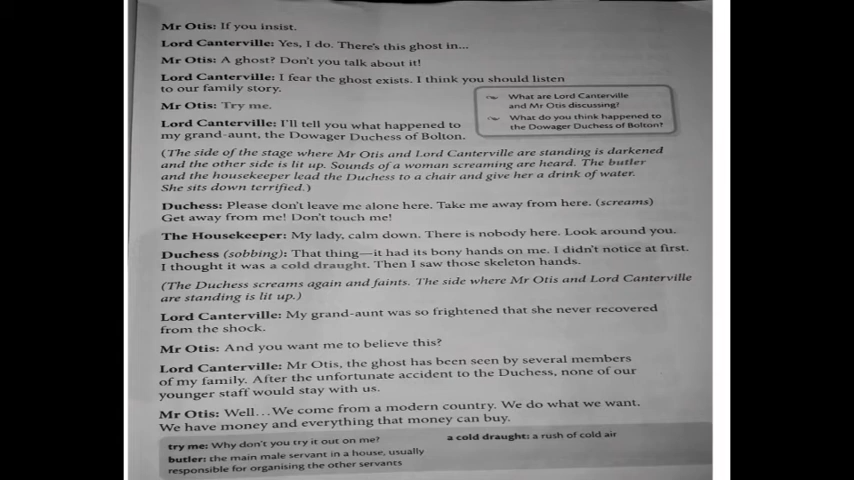 Mr Otis: If you insist.
Lord Canterville: Yes, I do. There's this ghost in...
Mr Otis: A ghost? Don't you talk about it!
Lord Canterville: I fear the ghost exists. I think you should listen
to our family story.
Mr Otis: Try me.
Lord Canterville: I'll tell you what happened to
my grand-aunt, the Dowager Duchess of Bolton.
What are Lord Canterville
and Mr Otis discussing?
What do you think happened to
the Dowager Duchess of Bolton?
(The side of the stage where Mr Otis and Lord Canterville are standing is darkened
and the other side is lit up. Sounds of a woman screaming are heard. The butler
and the housekeeper lead the Duchess to a chair and give her a drink of water.
She sits down terrified.)
Duchess: Please don't leave me alone here. Take me away from here. (screams)
Get away from me! Don't touch me!
The Housekeeper: My lady, calm down. There is nobody here. Look around you.
Duchess (sobbing): That thing—it had its bony hands on me. I didn't notice at first.
I thought it was a cold draught. Then I saw those skeleton hands.
(The Duchess screams again and faints. The side where Mr Otis and Lord Canterville
are standing is lit up.)
Lord Canterville: My grand-aunt was so frightened that she never recovered
from the shock.
Mr Otis: And you want me to believe this?
Lord Canterville: Mr Otis, the ghost has been seen by several members
of my family. After the unfortunate accident to the Duchess, none of our
younger staff would stay with us.
Mr Otis: Well...We come from a modern country. We do what we want.
We have money and everything that money can buy.
try me: Why don't you try it out on me?
butler: the main male servant in a house, usually
responsible for organising the other servants
a cold draught: a rush of cold air